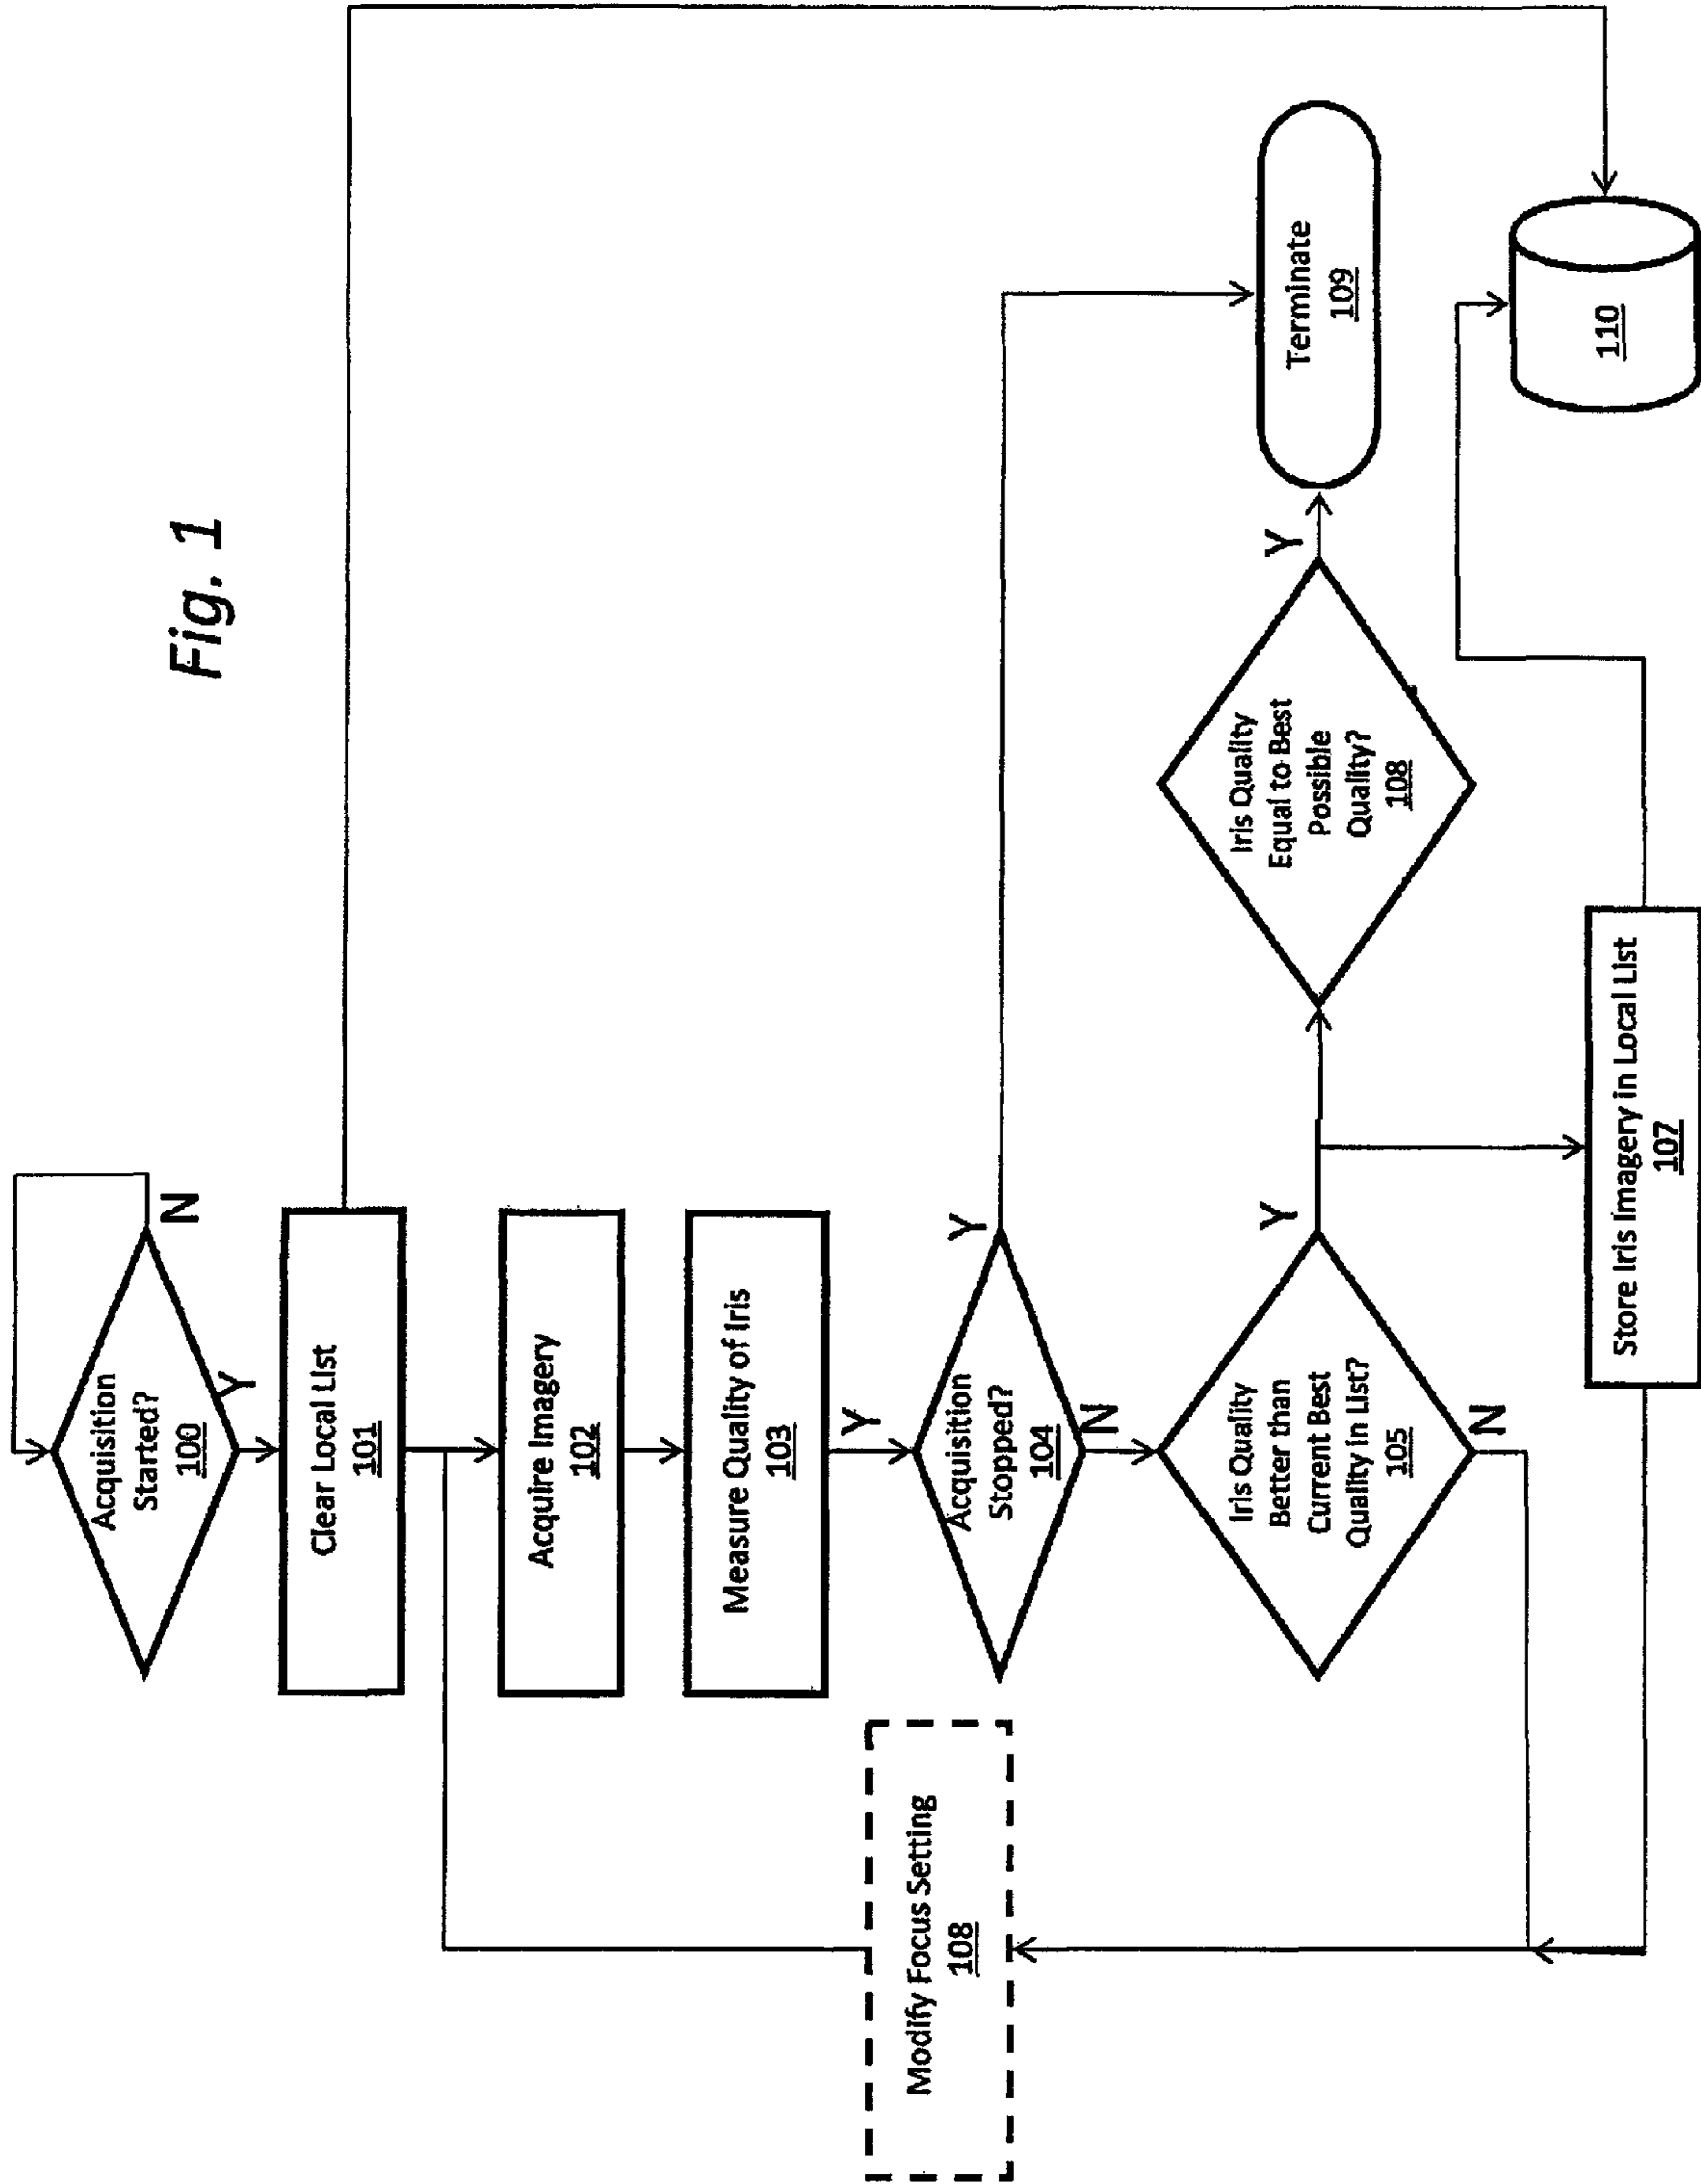 Fig. 1
Acquisition
Started?
100
N
Y
Clear Local List
101
Acquire Imagery
102
Measure Quality of Iris
103
Y
Acquisition
Stopped?
104
Y
N
Modify Focus Setting
108
Iris Quality
Better than
Current Best
Quality in List?
105
Y
N
Iris Quality
Equal to Best
Possible
Quality?
108
Y
Terminate
109
Store Iris Imagery in Local List
107
110